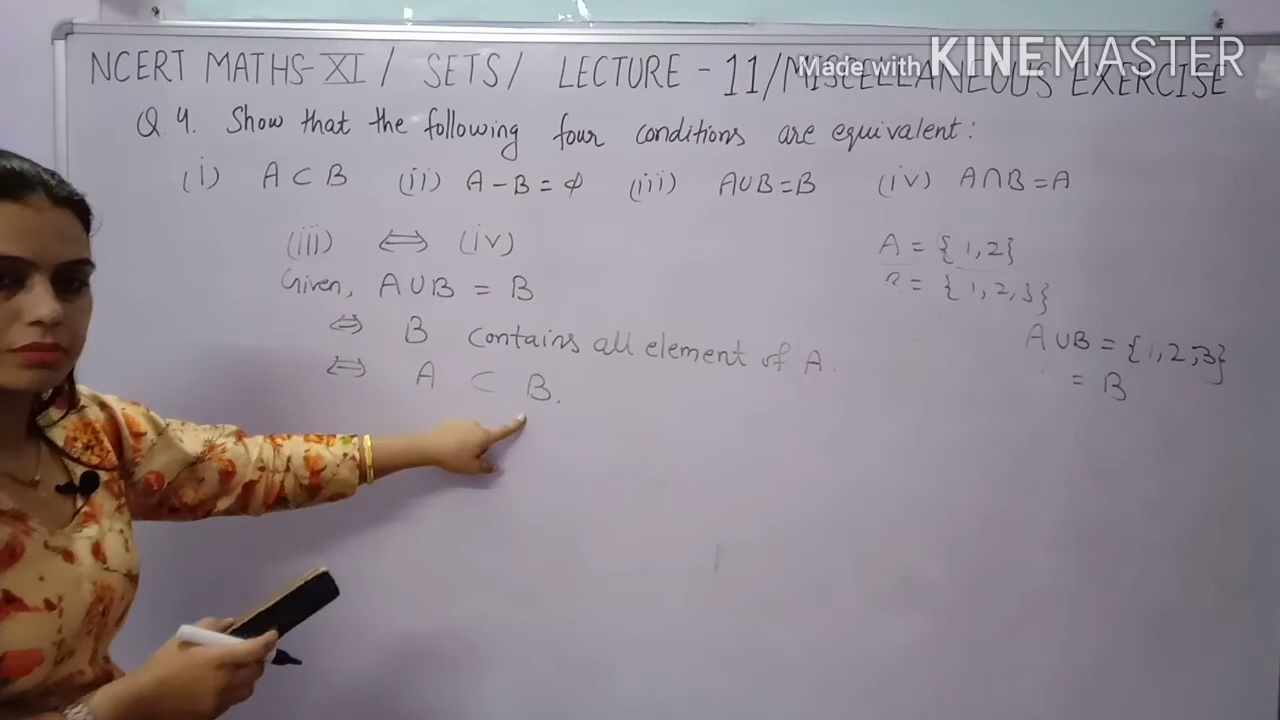 NCERT MATHS-XI / SETS / LECTURE - 11/MISCELLANEOUS EXERCISE
Made with KINEMASTER
Q 4. Show that the following four conditions are equivalent:
(i) A ⊂ B (ii) A - B = ϕ (iii) A∪B = B (iv) A∩B = A
(iii) ⇔ (iv)
Given, A∪B = B
⇔ B contains all element of A.
⇔ A ⊂ B.
A = {1,2}
= {1,2,3}
A∪B = {1,2,3}
= B